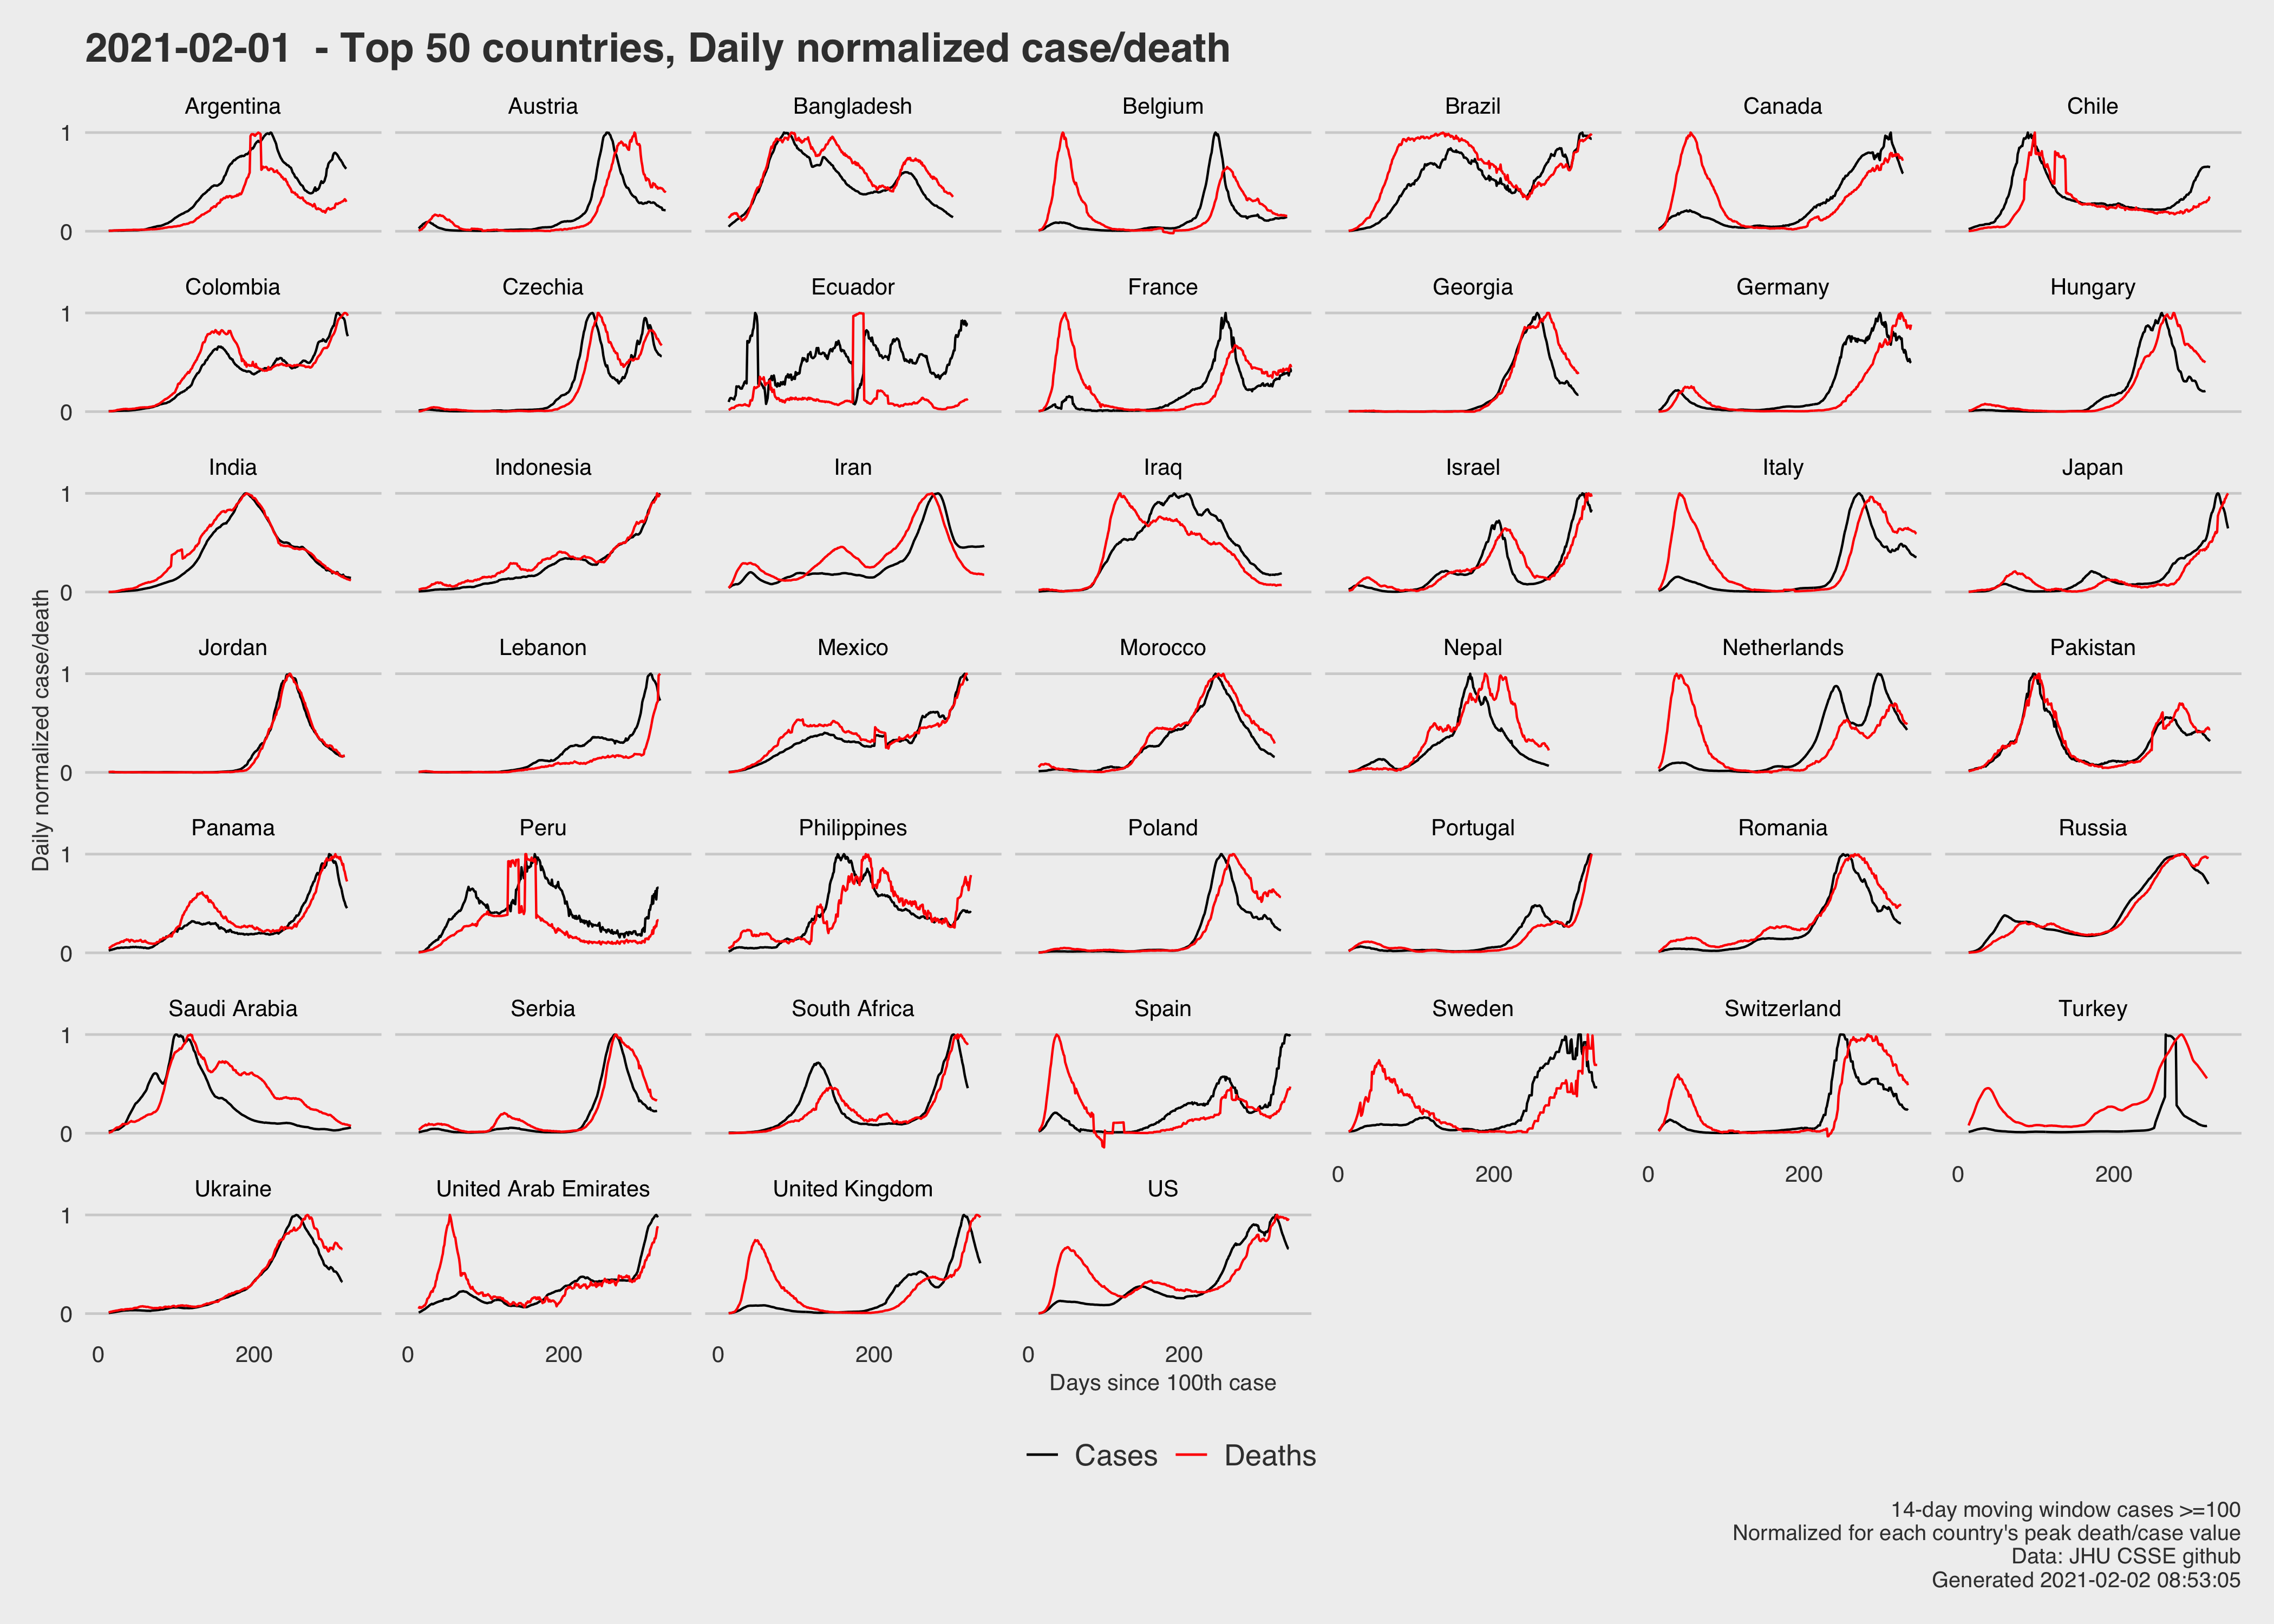 2021-02-01  - Top 50 countries, Daily normalized case/death
Argentina Austria Bangladesh Belgium Brazil Canada Chile
1
0
Colombia Czechia Ecuador France Georgia Germany Hungary
1
0
India Indonesia Iran Iraq Israel Italy Japan
1
0
Daily normalized case/death
Jordan Lebanon Mexico Morocco Nepal Netherlands Pakistan
1
0
Panama Peru Philippines Poland Portugal Romania Russia
1
0
Saudi Arabia Serbia South Africa Spain Sweden Switzerland Turkey
1
0
0 200 0 200 0 200
Ukraine United Arab Emirates United Kingdom US
1
0
0 200 0 200 0 200 0 200
Days since 100th case
Cases Deaths
14-day moving window cases >=100
Normalized for each country's peak death/case value
Data: JHU CSSE github
Generated 2021-02-02 08:53:05